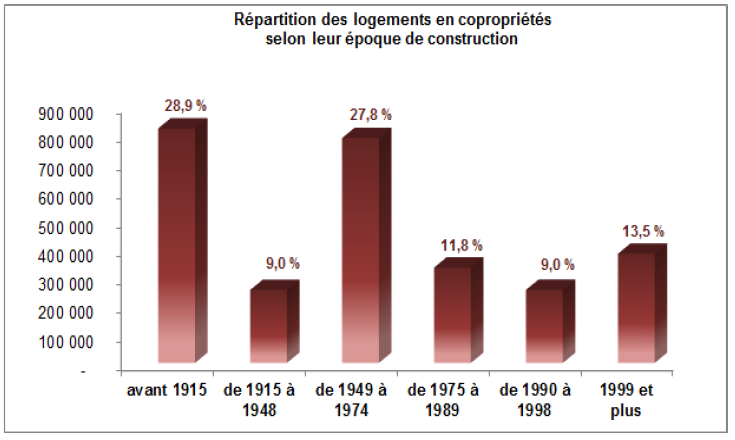 Répartition des logements en copropriétés
selon leur époque de construction
900 000
800 000
700 000
600 000
500 000
400 000
300 000
200 000
100 000
-
28,9 %
9,0 %
27,8 %
11,8 %
9,0 %
13,5 %
avant 1915
de 1915 à
1948
de 1949 à
1974
de 1975 à
1989
de 1990 à
1998
1999 et
plus